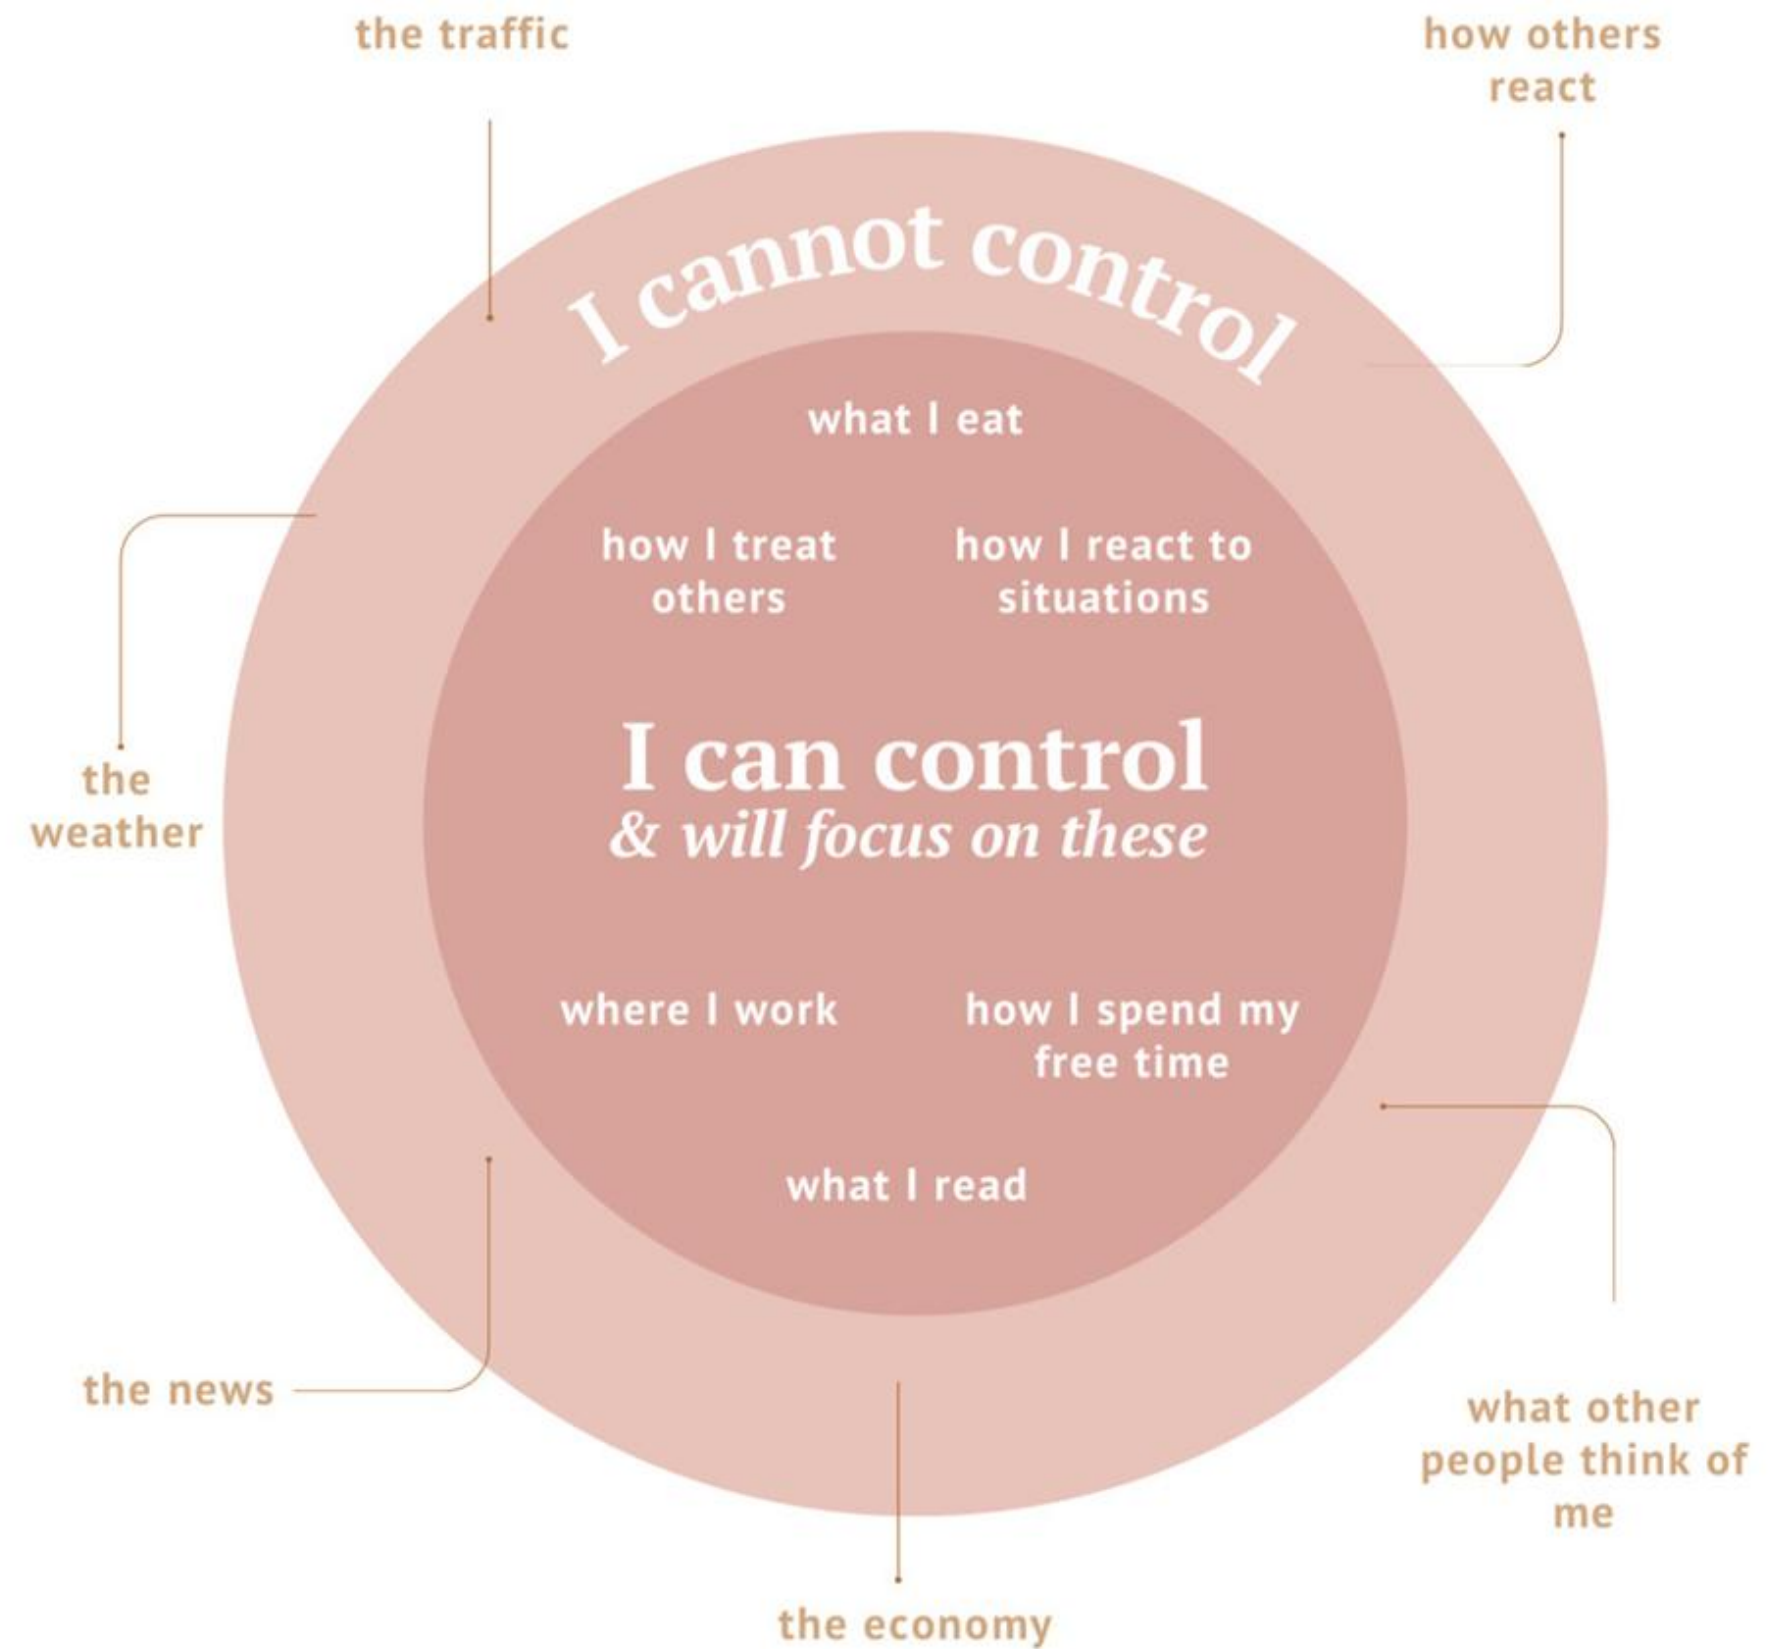 the traffic
how others
react
I cannot control
what I eat
how I treat
others
how I react to
situations
I can control
& will focus on these
the
weather
where I work
how I spend my
free time
what I read
the news
what other
people think of
me
the economy